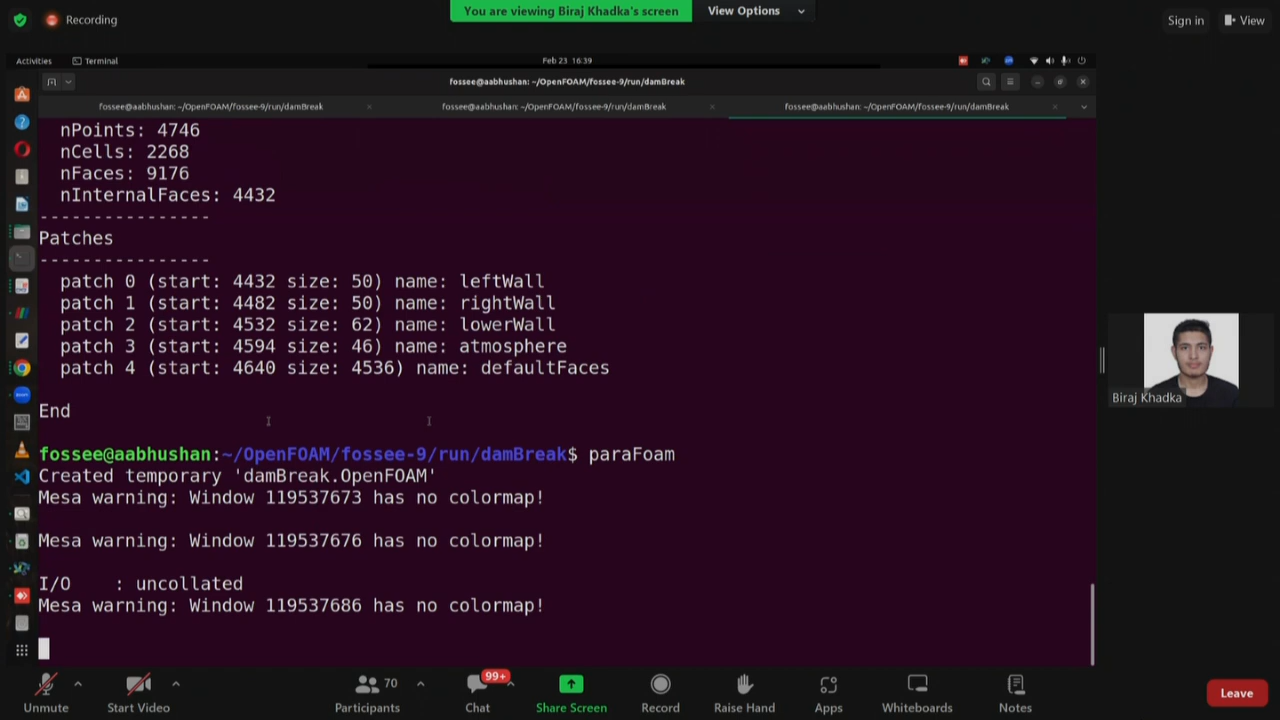 Recording
You are viewing Biraj Khadka's screen
View Options
Sign in
View
Activities
Terminal
Feb 23 16:39
fossee@aabhushan: ~/OpenFOAM/fossee-9/run/damBreak
fossee@aabhushan: ~/OpenFOAM/fossee-9/run/damBreak
fossee@aabhushan: ~/OpenFOAM/fossee-9/run/damBreak
fossee@aabhushan: ~/OpenFOAM/fossee-9/run/damBreak
nPoints: 4746
nCells: 2268
nFaces: 9176
nInternalFaces: 4432
----------------
Patches
----------------
patch 0 (start: 4432 size: 50) name: leftWall
patch 1 (start: 4482 size: 50) name: rightWall
patch 2 (start: 4532 size: 62) name: lowerWall
patch 3 (start: 4594 size: 46) name: atmosphere
patch 4 (start: 4640 size: 4536) name: defaultFaces
End
fossee@aabhushan:~/OpenFOAM/fossee-9/run/damBreak$ paraFoam
Created temporary 'damBreak.OpenFOAM'
Mesa warning: Window 119537673 has no colormap!
Mesa warning: Window 119537676 has no colormap!
I/O    : uncollated
Mesa warning: Window 119537686 has no colormap!
Biraj Khadka
Unmute
Start Video
70
Participants
99+
Chat
Share Screen
Record
Raise Hand
Apps
Whiteboards
Notes
Leave